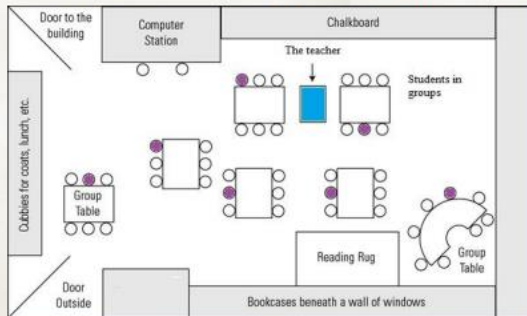 Door to the
building
Computer
Station
Chalkboard
The teacher
Students in
groups
Cubbies for coats, lunch, etc.
Group
Table
Reading Rug
Group
Table
Door
Outside
Bookcases beneath a wall of windows